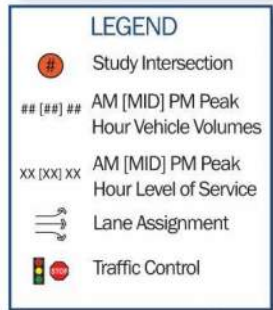 LEGEND
# Study Intersection
## [##] ## AM [MID] PM Peak
Hour Vehicle Volumes
XX [XX] XX AM [MID] PM Peak
Hour Level of Service
Lane Assignment
STOP Traffic Control